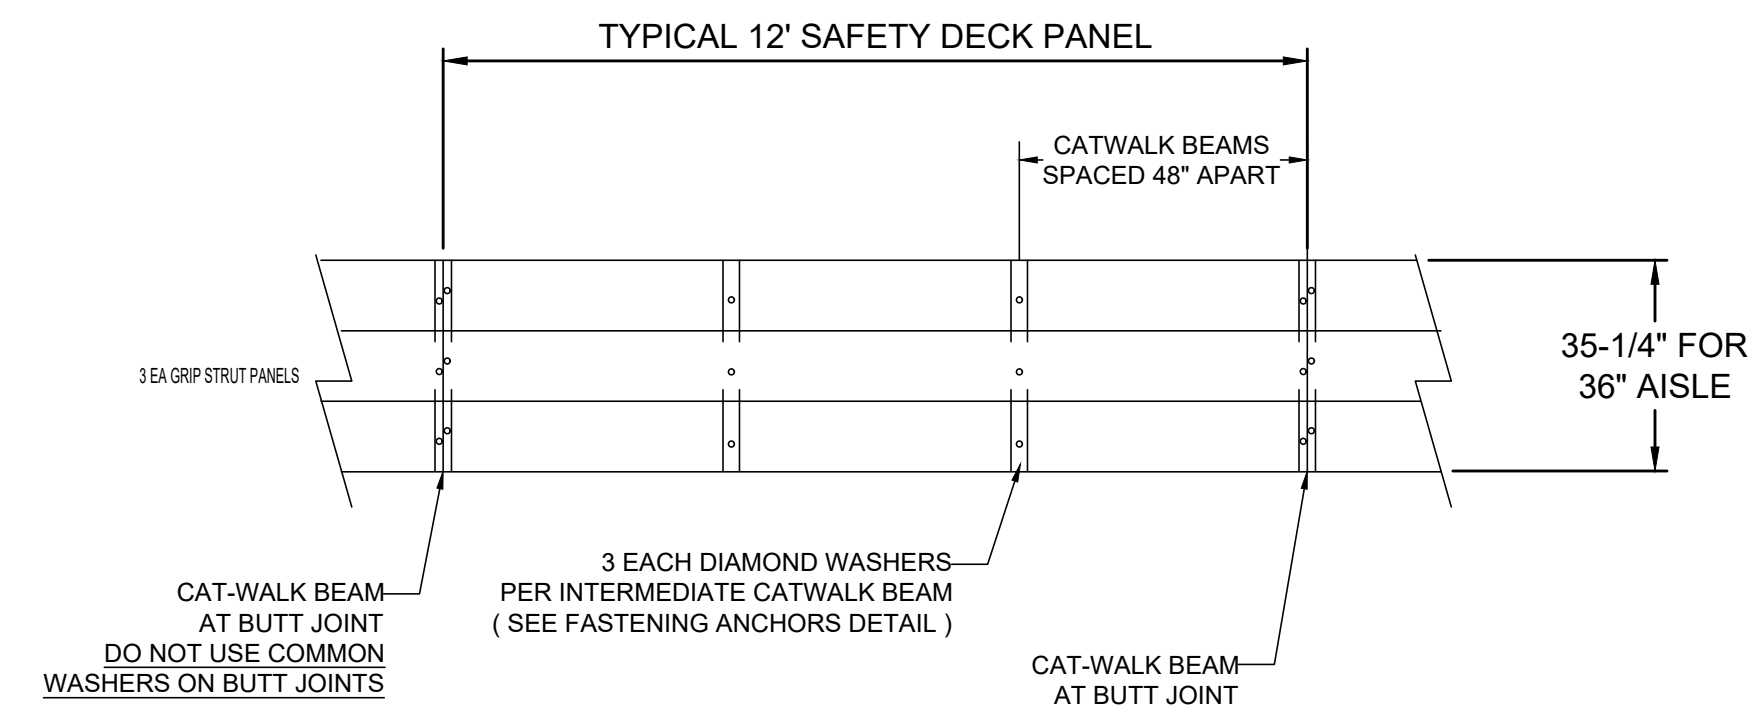 TYPICAL 12' SAFETY DECK PANEL
CATWALK BEAMS
SPACED 48" APART
35-1/4" FOR
36" AISLE
3 EA GRIP STRUT PANELS
3 EACH DIAMOND WASHERS
PER INTERMEDIATE CATWALK BEAM
( SEE FASTENING ANCHORS DETAIL )
CAT-WALK BEAM
AT BUTT JOINT
DO NOT USE COMMON
WASHERS ON BUTT JOINTS
CAT-WALK BEAM
AT BUTT JOINT